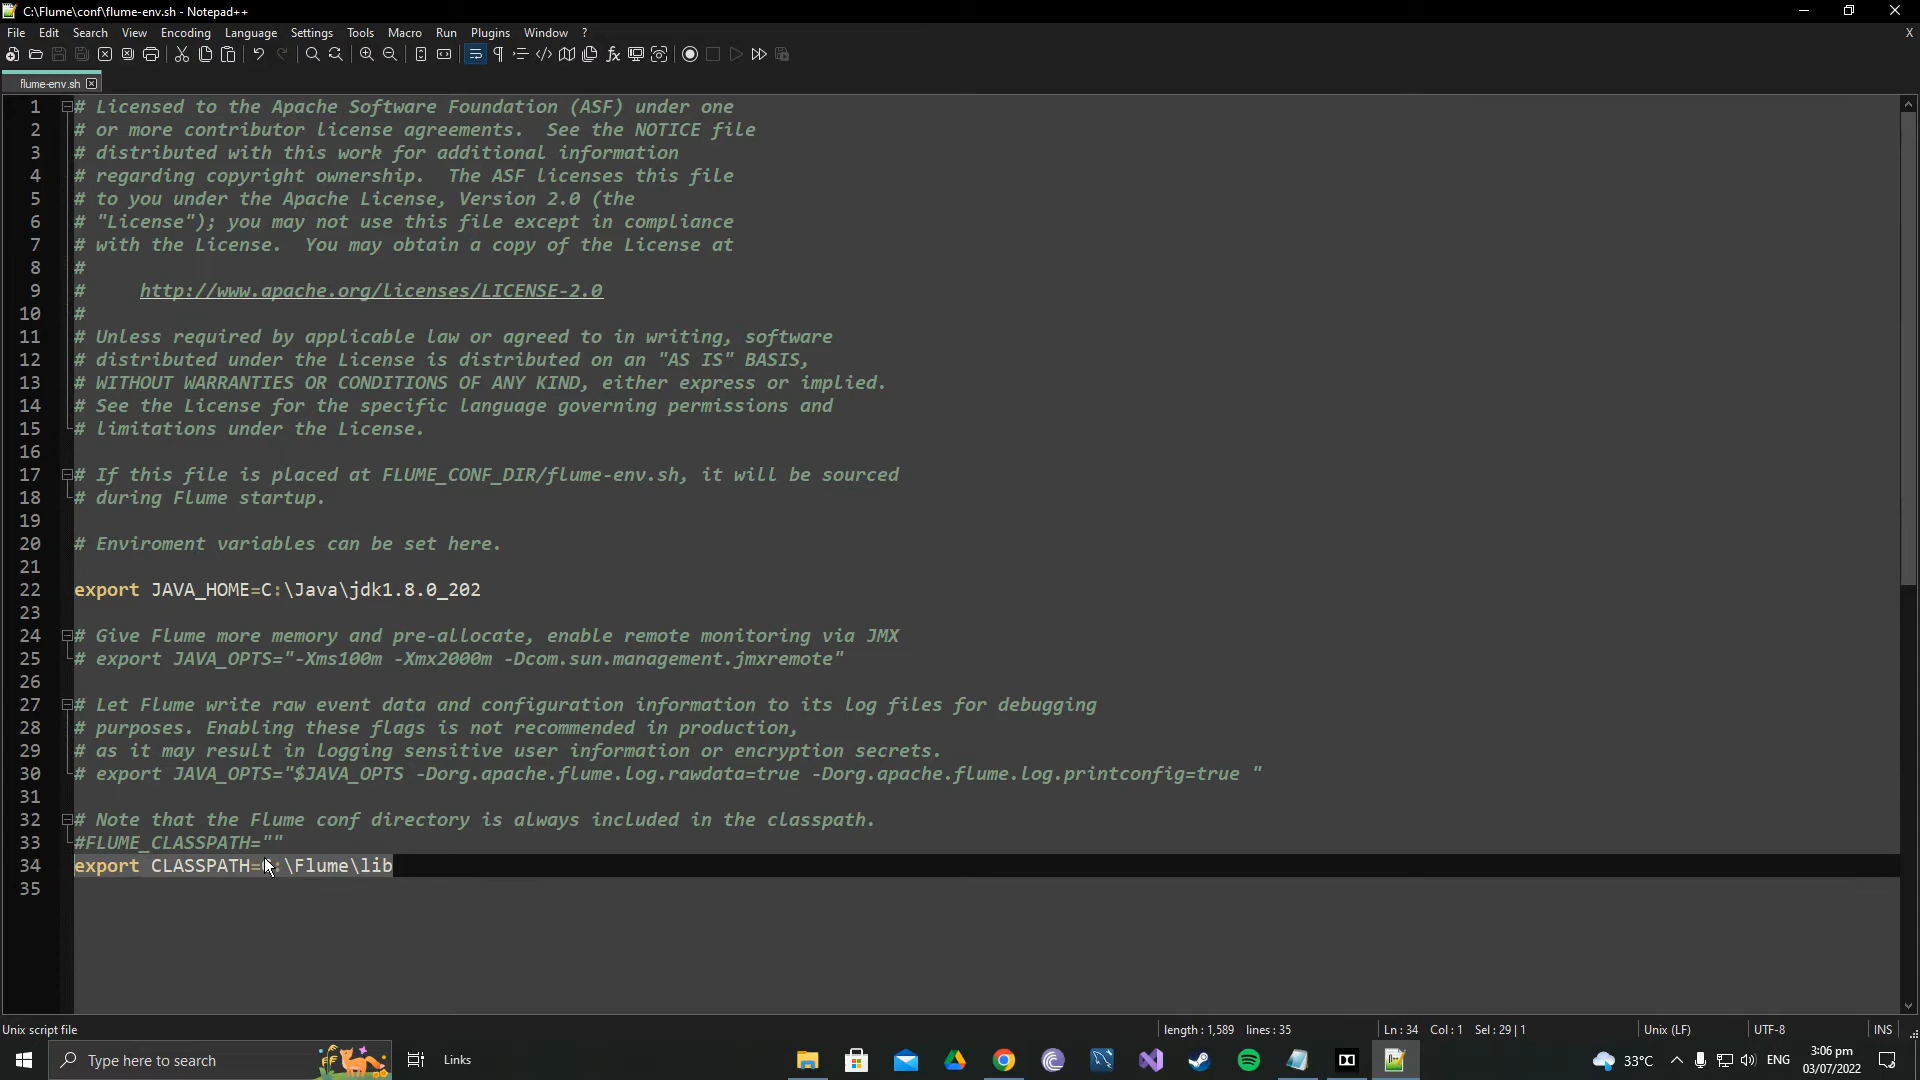 C:\Flume\conf\flume-env.sh - Notepad++
File Edit Search View Encoding Language Settings Tools Macro Run Plugins Window ? X
flume-env.sh
1 # Licensed to the Apache Software Foundation (ASF) under one
2 # or more contributor license agreements.  See the NOTICE file
3 # distributed with this work for additional information
4 # regarding copyright ownership.  The ASF licenses this file
5 # to you under the Apache License, Version 2.0 (the
6 # "License"); you may not use this file except in compliance
7 # with the License.  You may obtain a copy of the License at
8 #
9 #     http://www.apache.org/licenses/LICENSE-2.0
10 #
11 # Unless required by applicable law or agreed to in writing, software
12 # distributed under the License is distributed on an "AS IS" BASIS,
13 # WITHOUT WARRANTIES OR CONDITIONS OF ANY KIND, either express or implied.
14 # See the License for the specific language governing permissions and
15 # limitations under the License.
16
17 # If this file is placed at FLUME_CONF_DIR/flume-env.sh, it will be sourced
18 # during Flume startup.
19
20 # Enviroment variables can be set here.
21
22 export JAVA_HOME=C:\Java\jdk1.8.0_202
23
24 # Give Flume more memory and pre-allocate, enable remote monitoring via JMX
25 # export JAVA_OPTS="-Xms100m -Xmx2000m -Dcom.sun.management.jmxremote"
26
27 # Let Flume write raw event data and configuration information to its log files for debugging
28 # purposes. Enabling these flags is not recommended in production,
29 # as it may result in logging sensitive user information or encryption secrets.
30 # export JAVA_OPTS="$JAVA_OPTS -Dorg.apache.flume.log.rawdata=true -Dorg.apache.flume.log.printconfig=true "
31
32 # Note that the Flume conf directory is always included in the classpath.
33 #FLUME_CLASSPATH=""
34 export CLASSPATH=C:\Flume\lib
35
Unix script file length : 1,589 lines : 35 Ln : 34 Col : 1 Sel : 29 | 1 Unix (LF) UTF-8 INS
Type here to search Links 33°C ENG 3:06 pm
03/07/2022